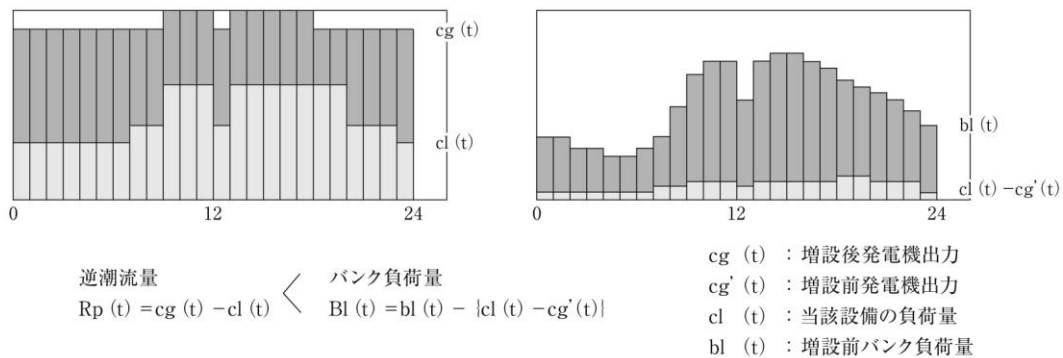 cg (t)
cl (t)
0 12 24
bl (t)
cl (t) −cg' (t)
0 12 24
逆潮流量 < バンク負荷量
Rp (t) =cg (t) −cl (t) Bl (t) =bl (t) − {cl (t) −cg' (t)}
cg (t) : 増設後発電機出力
cg' (t) : 増設前発電機出力
cl (t) : 当該設備の負荷量
bl (t) : 増設前バンク負荷量